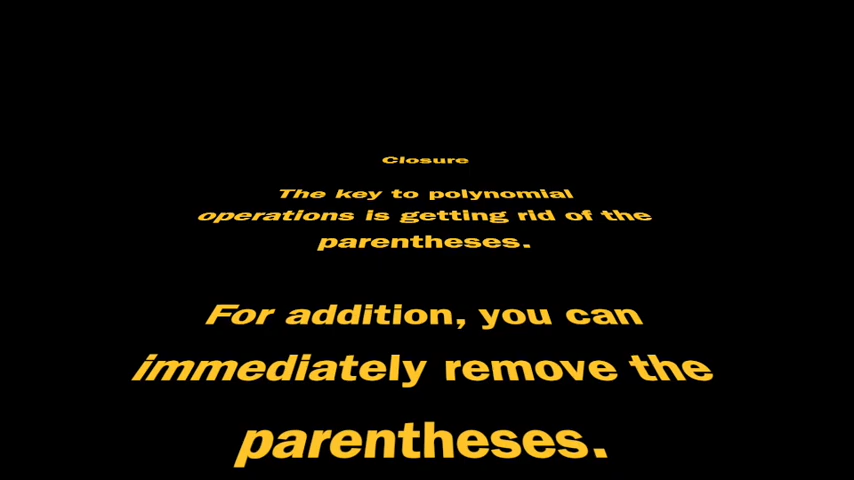 Closure
The key to polynomial
operations is getting rid of the
parentheses.
For addition, you can
immediately remove the
parentheses.